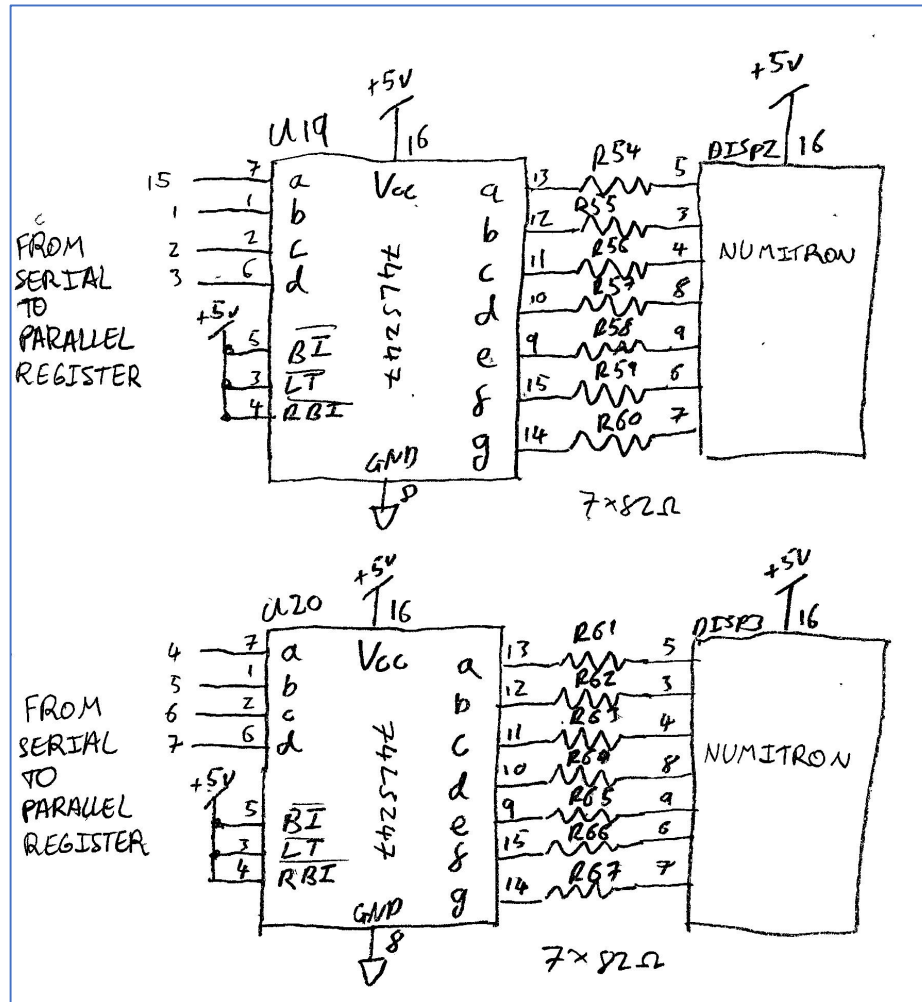 +5V
U19
16
+5V
DISP2
16
15 7 a
Vcc
a 13 R54 5
1 1 b
b 12 R55 3
2 2 c
c 11 R56 4
3 6 d
d 10 R57 8
FROM
SERIAL
TO
PARALLEL
REGISTER
74LS247
NUMITRON
+5V
5 BI
e 9 R58 9
3 LT
f 15 R59 6
4 RBI
g 14 R60 7
GND
8
7×82Ω
+5V
U20
16
+5V
DISP3
16
4 7 a
Vcc
a 13 R61 5
5 1 b
b 12 R62 3
6 2 c
c 11 R63 4
7 6 d
d 10 R64 8
FROM
SERIAL
TO
PARALLEL
REGISTER
74LS247
NUMITRON
+5V
5 BI
e 9 R65 9
3 LT
f 15 R66 6
4 RBI
g 14 R67 7
GND
8
7×82Ω